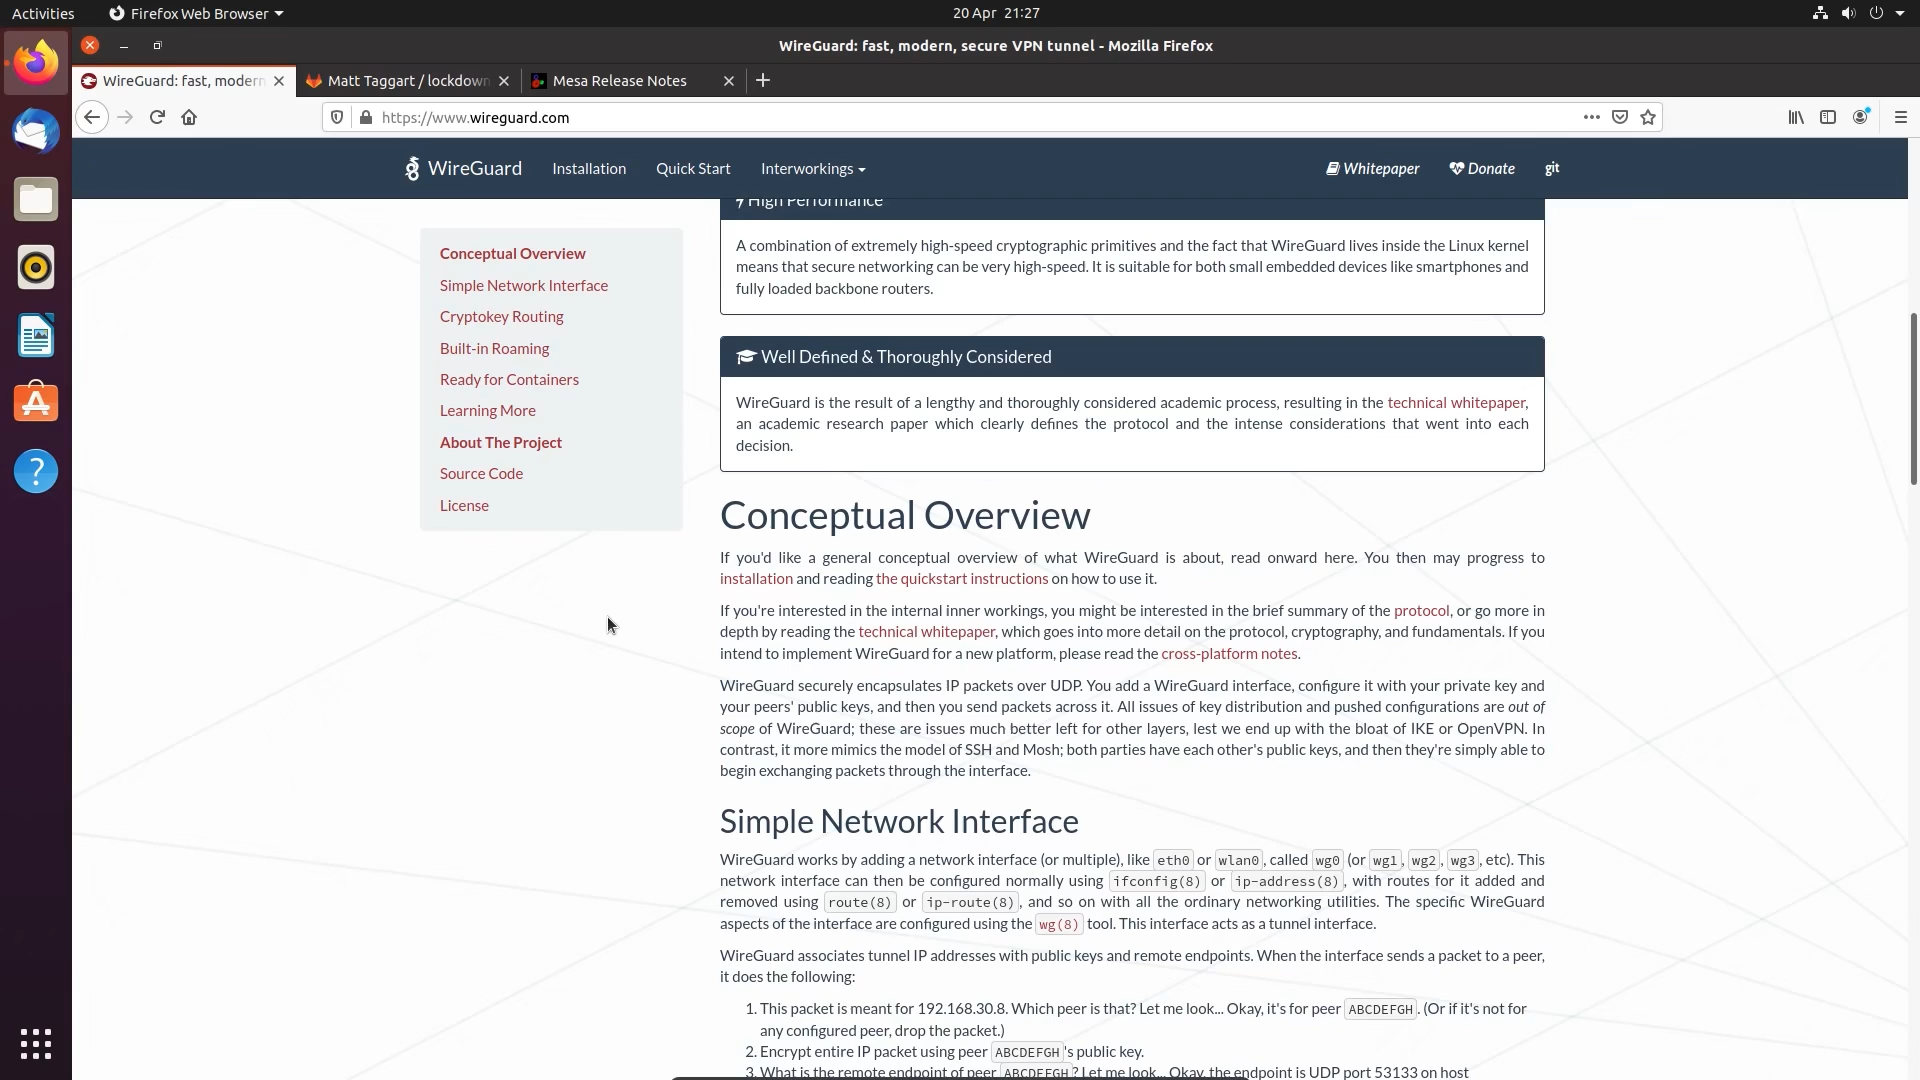 Activities Firefox Web Browser 20 Apr 21:27
WireGuard: fast, modern, secure VPN tunnel - Mozilla Firefox
WireGuard: fast, modern Matt Taggart / lockdown Mesa Release Notes
https://www.wireguard.com
WireGuard Installation Quick Start Interworkings Whitepaper Donate git
High Performance
A combination of extremely high-speed cryptographic primitives and the fact that WireGuard lives inside the Linux kernel
means that secure networking can be very high-speed. It is suitable for both small embedded devices like smartphones and
fully loaded backbone routers.
Conceptual Overview
Simple Network Interface
Cryptokey Routing
Built-in Roaming
Ready for Containers
Learning More
About The Project
Source Code
License
Well Defined & Thoroughly Considered
WireGuard is the result of a lengthy and thoroughly considered academic process, resulting in the technical whitepaper,
an academic research paper which clearly defines the protocol and the intense considerations that went into each
decision.
Conceptual Overview
If you'd like a general conceptual overview of what WireGuard is about, read onward here. You then may progress to
installation and reading the quickstart instructions on how to use it.
If you're interested in the internal inner workings, you might be interested in the brief summary of the protocol, or go more in
depth by reading the technical whitepaper, which goes into more detail on the protocol, cryptography, and fundamentals. If you
intend to implement WireGuard for a new platform, please read the cross-platform notes.
WireGuard securely encapsulates IP packets over UDP. You add a WireGuard interface, configure it with your private key and
your peers' public keys, and then you send packets across it. All issues of key distribution and pushed configurations are out of
scope of WireGuard; these are issues much better left for other layers, lest we end up with the bloat of IKE or OpenVPN. In
contrast, it more mimics the model of SSH and Mosh; both parties have each other's public keys, and then they're simply able to
begin exchanging packets through the interface.
Simple Network Interface
WireGuard works by adding a network interface (or multiple), like eth0 or wlan0, called wg0 (or wg1, wg2, wg3, etc). This
network interface can then be configured normally using ifconfig(8) or ip-address(8), with routes for it added and
removed using route(8) or ip-route(8), and so on with all the ordinary networking utilities. The specific WireGuard
aspects of the interface are configured using the wg(8) tool. This interface acts as a tunnel interface.
WireGuard associates tunnel IP addresses with public keys and remote endpoints. When the interface sends a packet to a peer,
it does the following:
1. This packet is meant for 192.168.30.8. Which peer is that? Let me look... Okay, it's for peer ABCDEFGH. (Or if it's not for
any configured peer, drop the packet.)
2. Encrypt entire IP packet using peer ABCDEFGH's public key.
3. What is the remote endpoint of peer ABCDEFGH? Let me look... Okay, the endpoint is UDP port 53133 on host